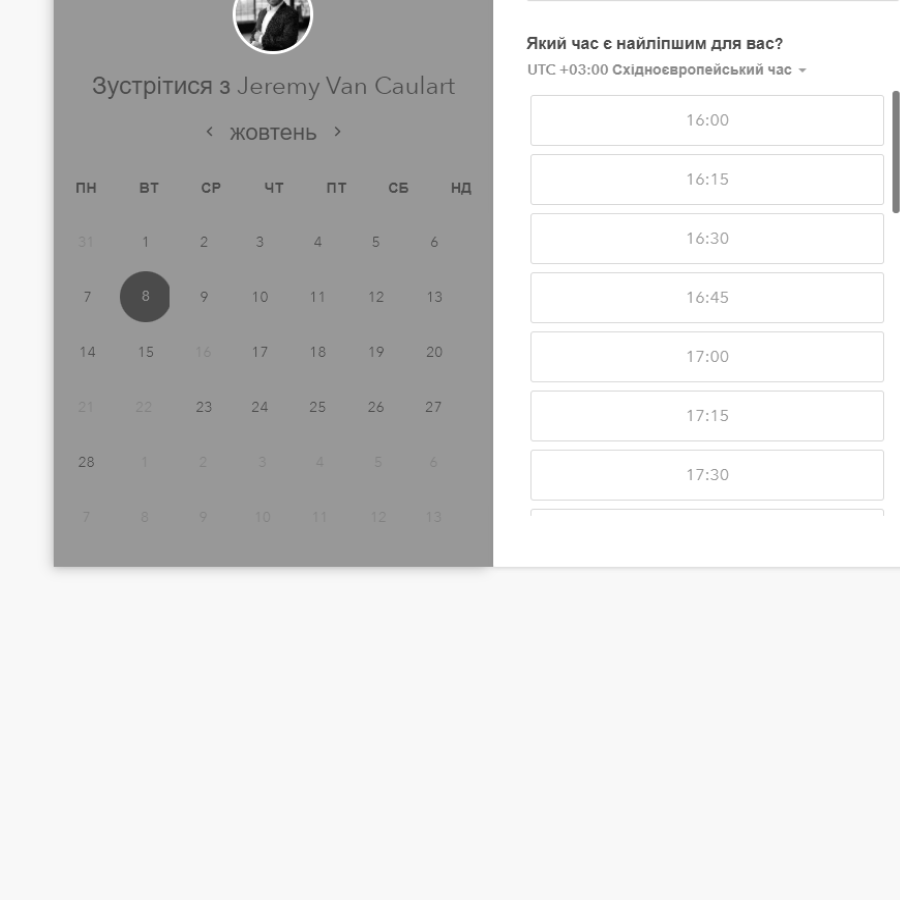 Зустрітися з Jeremy Van Caulart
жовтень
ПН ВТ СР ЧТ ПТ СБ НД
31 1 2 3 4 5 6
7 8 9 10 11 12 13
14 15 16 17 18 19 20
21 22 23 24 25 26 27
28 1 2 3 4 5 6
7 8 9 10 11 12 13
Який час є найліпшим для вас?
UTC +03:00 Східноєвропейський час
16:00
16:15
16:30
16:45
17:00
17:15
17:30